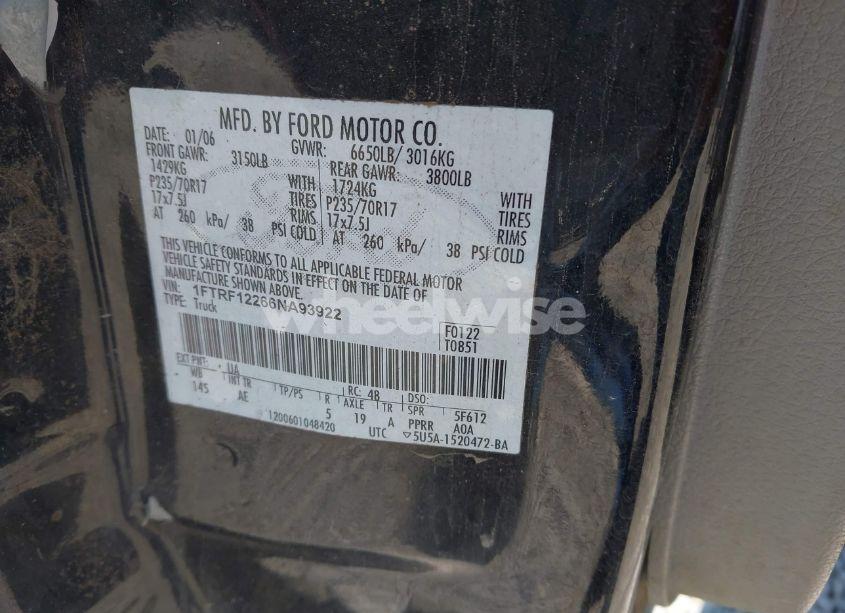 MFD. BY FORD MOTOR CO.
DATE: 01/06 GVWR: 6650LB/ 3016KG
FRONT GAWR: 3150LB REAR GAWR: 3800LB
1429KG WITH 1724KG WITH
P235/70R17 TIRES P235/70R17 TIRES
17x7.5J RIMS 17x7.5J RIMS
AT 260 kPa/ 38 PSI COLD AT 260 kPa/ 38 PSI COLD
THIS VEHICLE CONFORMS TO ALL APPLICABLE FEDERAL MOTOR
VEHICLE SAFETY STANDARDS IN EFFECT ON THE DATE OF
MANUFACTURE SHOWN ABOVE.
VIN: 1FTRF12266NA93922
TYPE: Truck
F0122
T0851
EXT PNT: UA RC: 4B DSO:
WB INT TR TP/PS R AXLE TR SPR 5F612
145 AE 5 19 A PPRR A0A
1200601048420 UTC ▽5U5A-1520472-BA
wheelwise